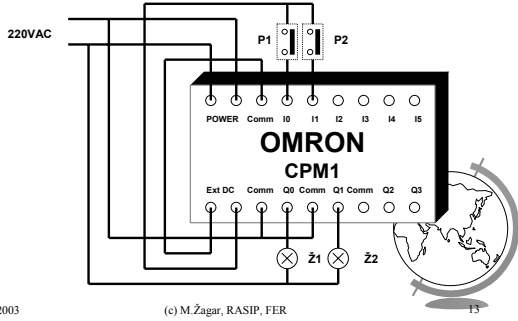 220VAC
P1
P2
POWER Comm I0 I1 I2 I3 I4 I5
OMRON
CPM1
Ext DC Comm Q0 Comm Q1 Comm Q2 Q3
Ž1
Ž2
2003
(c) M.Žagar, RASIP, FER
13